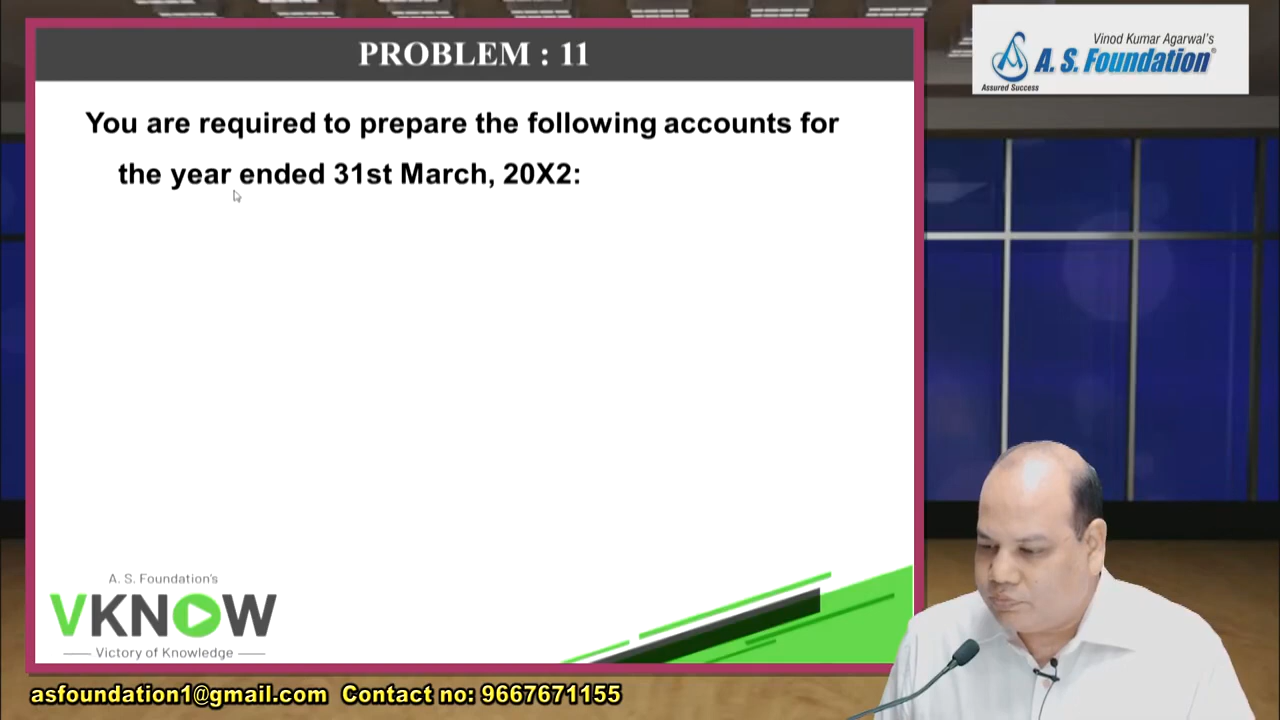 PROBLEM : 11
Vinod Kumar Agarwal's
A. S. Foundation®
Assured Success
You are required to prepare the following accounts for
the year ended 31st March, 20X2:
A. S. Foundation's
VKNOW
Victory of Knowledge
asfoundation1@gmail.com Contact no: 9667671155